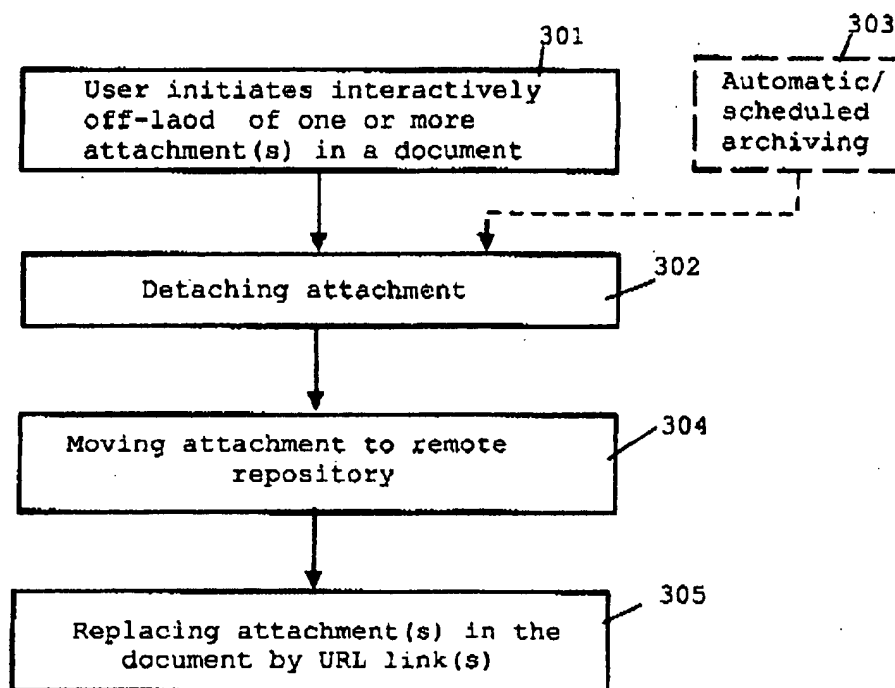 301
303
User initiates interactively
off-laod of one or more
attachment(s) in a document
Automatic/
scheduled
archiving
302
Detaching attachment
304
Moving attachment to remote
repository
305
Replacing attachment(s) in the
document by URL link(s)